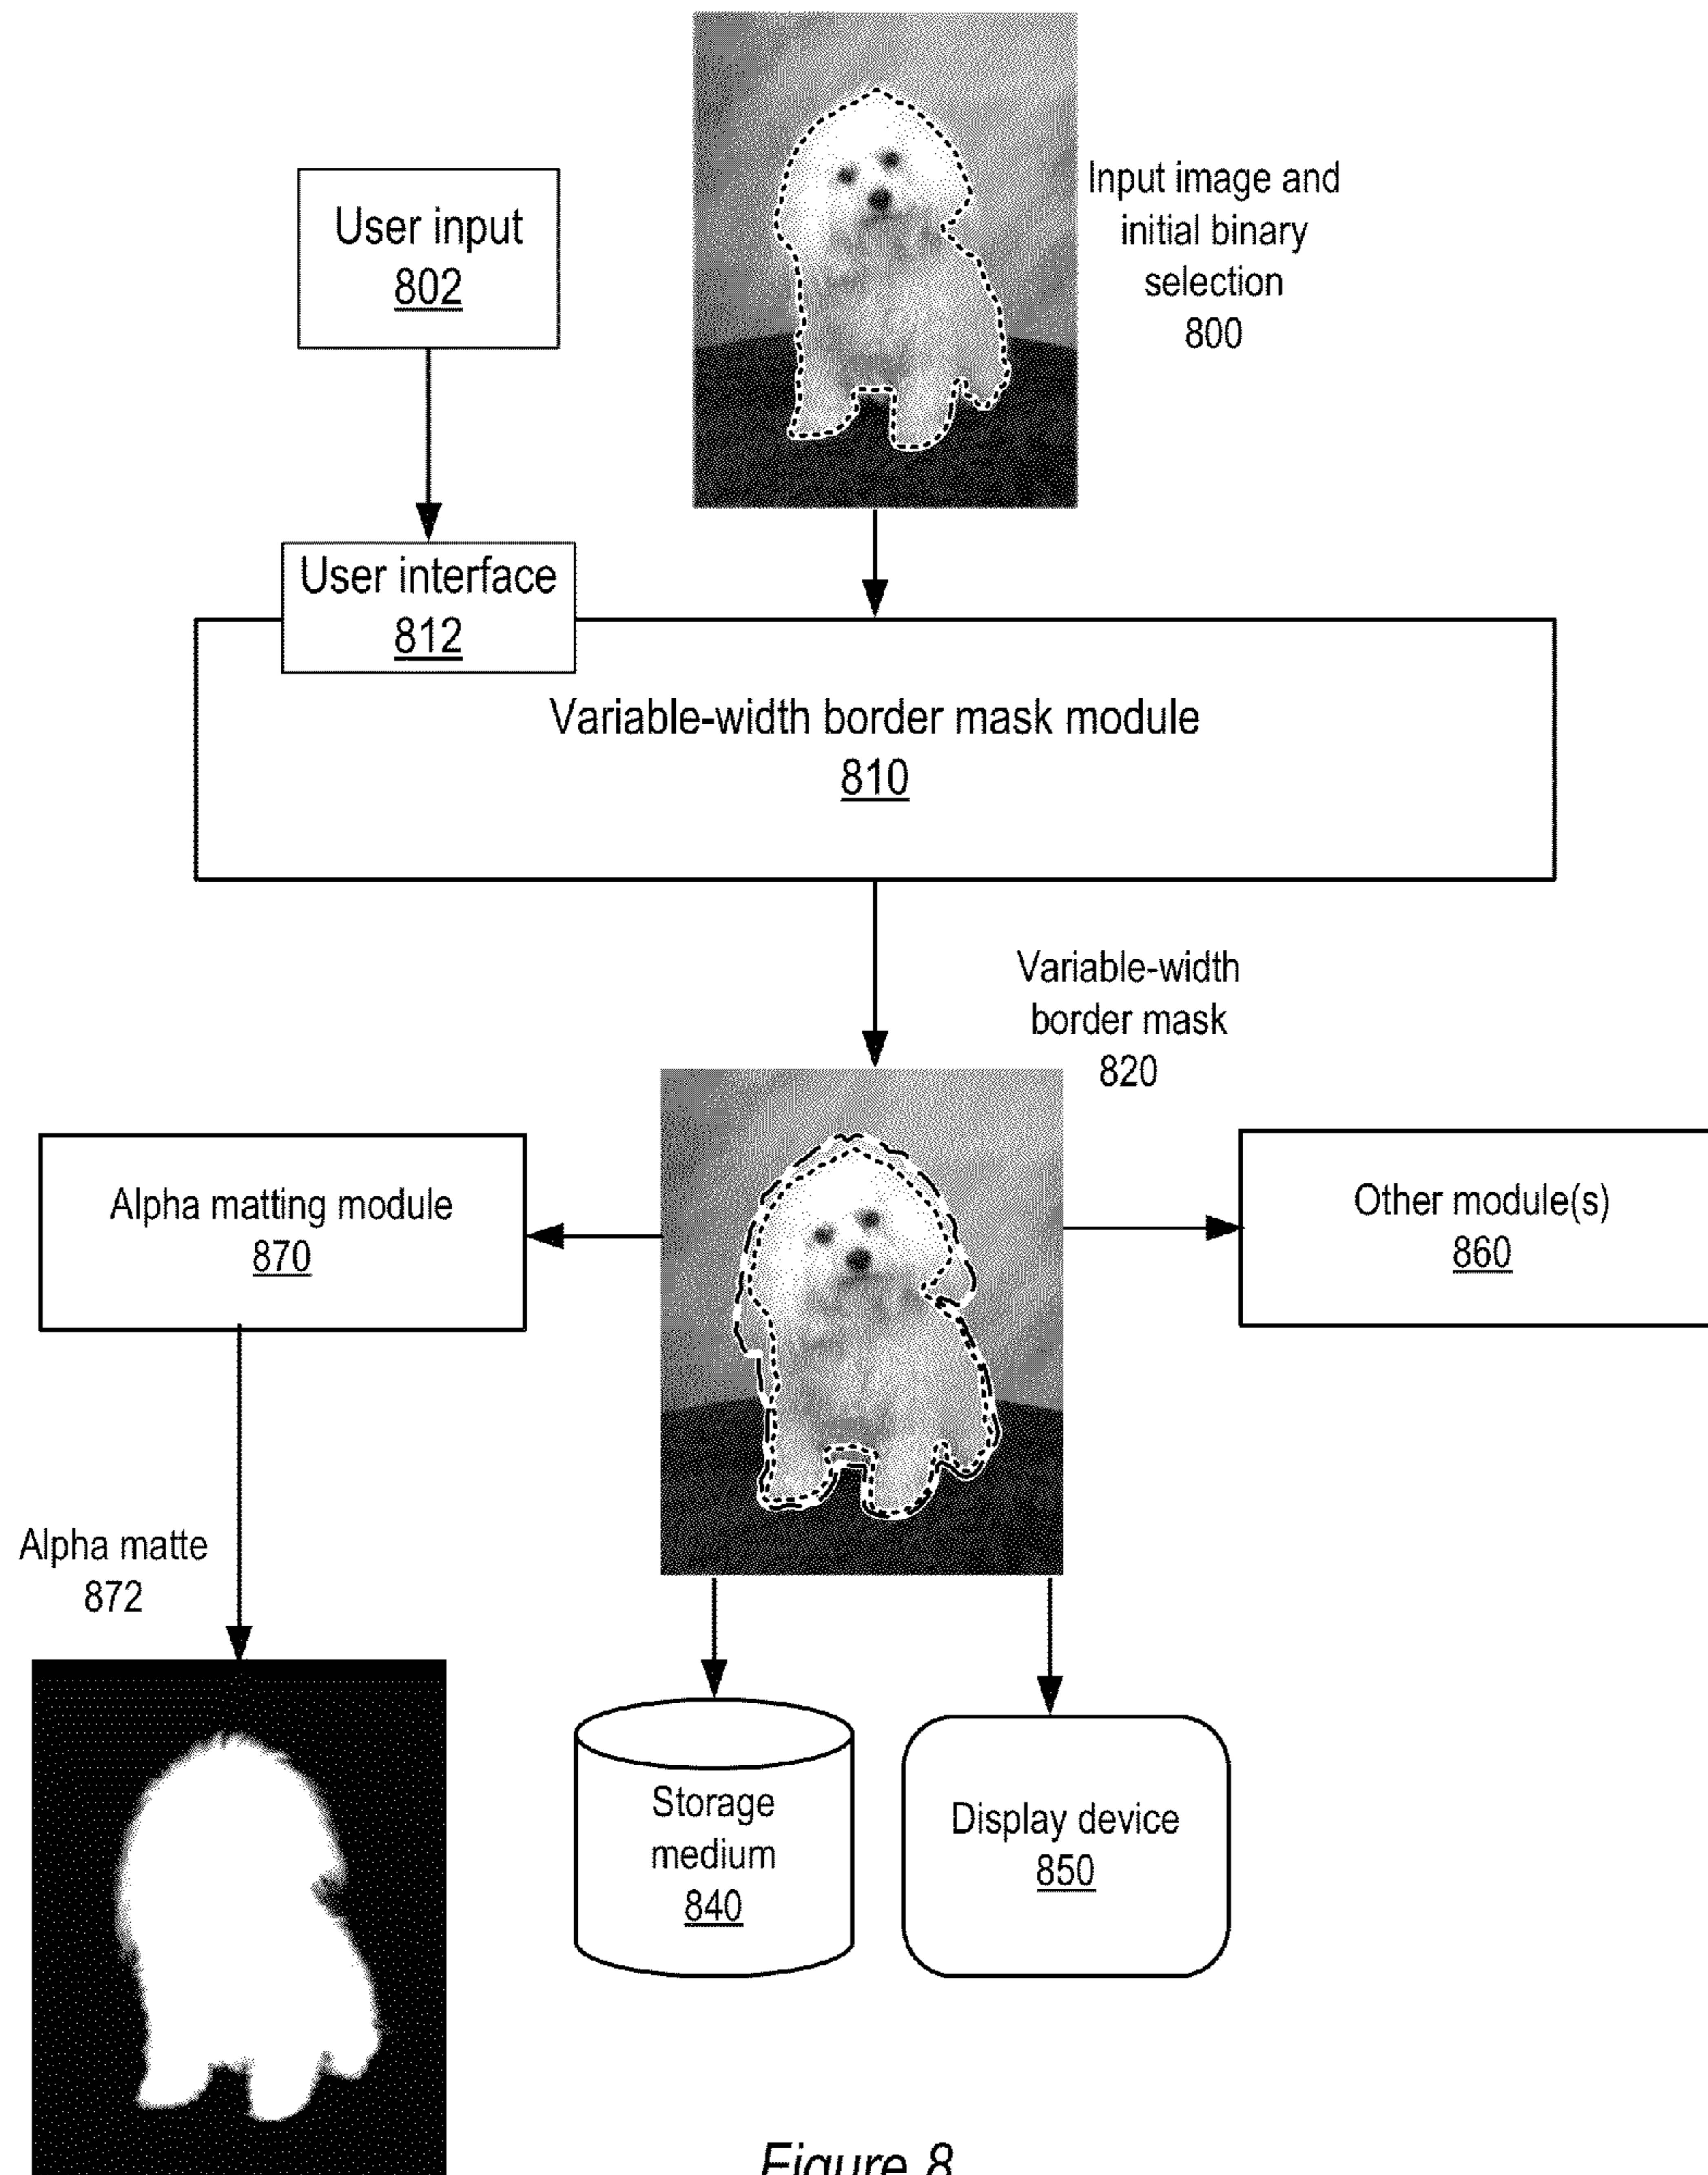 User input
802
Input image and
initial binary
selection
800
User interface
812
Variable-width border mask module
810
Variable-width
border mask
820
Alpha matting module
870
Other module(s)
860
Alpha matte
872
Storage
medium
840
Display device
850
Figure 8